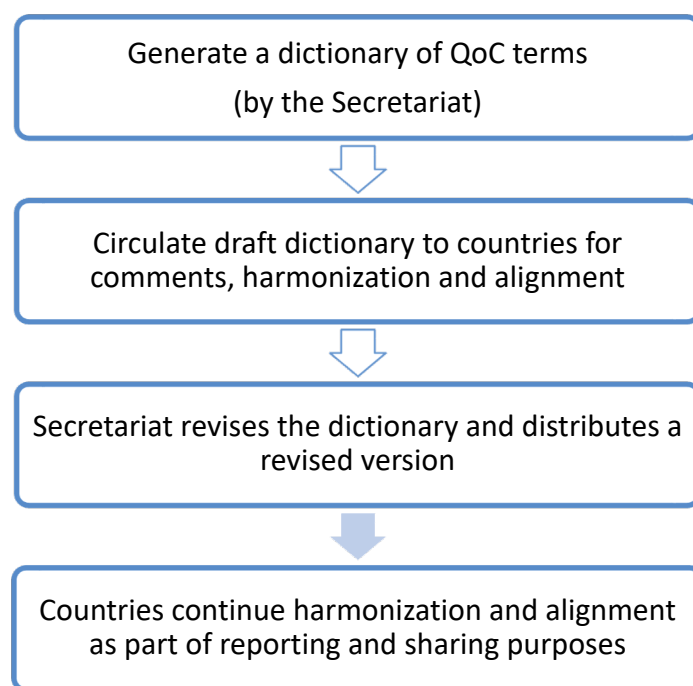 Generate a dictionary of QoC terms
(by the Secretariat)
Circulate draft dictionary to countries for
comments, harmonization and alignment
Secretariat revises the dictionary and distributes a
revised version
Countries continue harmonization and alignment
as part of reporting and sharing purposes